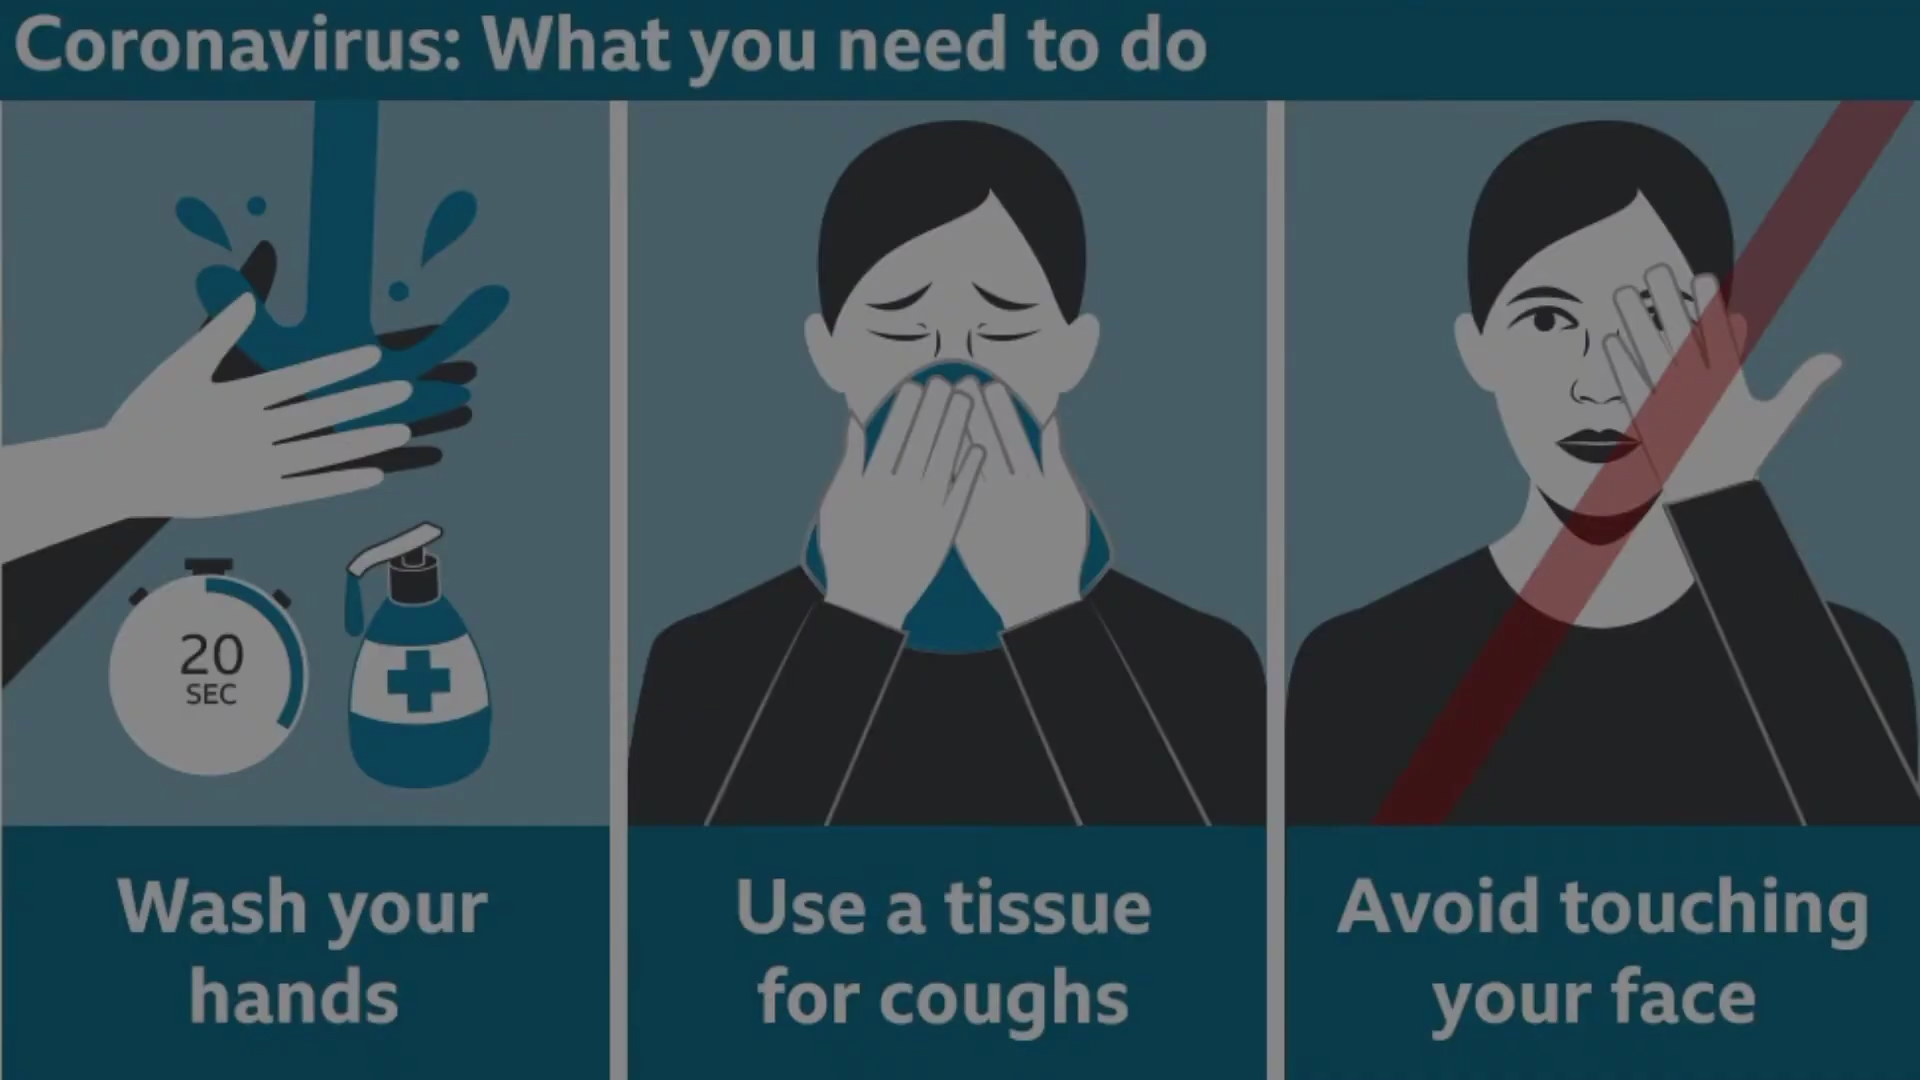 Coronavirus: What you need to do
20
SEC
Wash your
hands
Use a tissue
for coughs
Avoid touching
your face